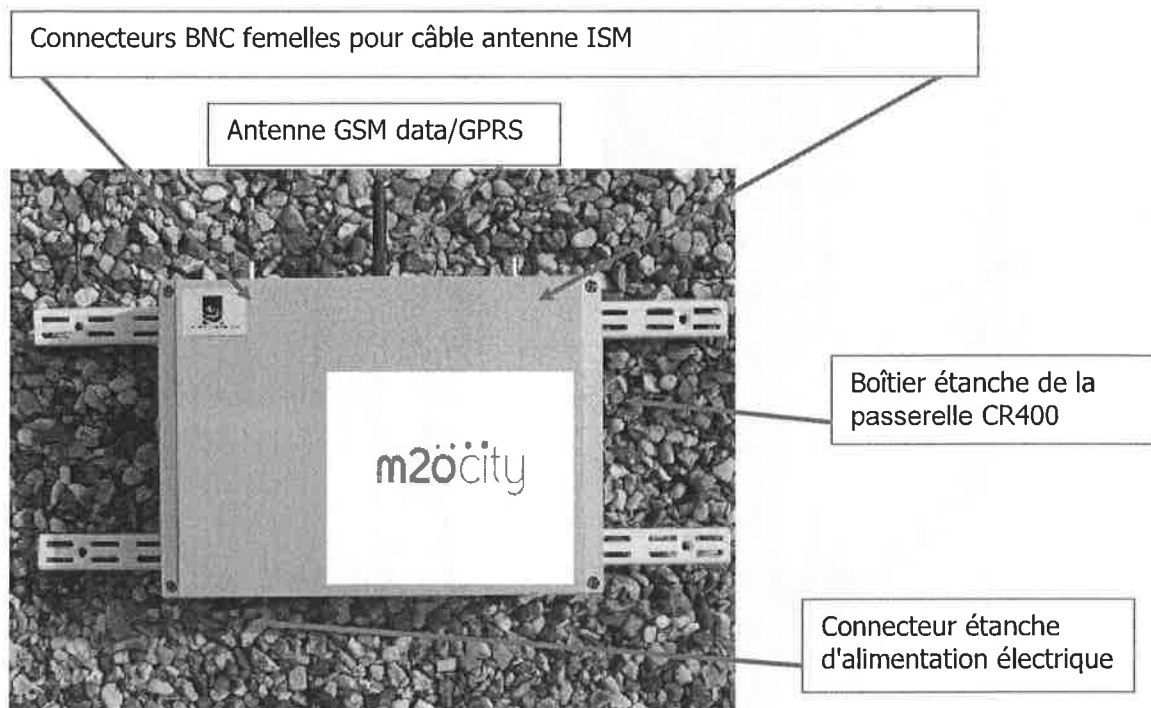 Connecteurs BNC femelles pour câble antenne ISM
Antenne GSM data/GPRS
Boîtier étanche de la
passerelle CR400
m2ocity
Connecteur étanche
d'alimentation électrique